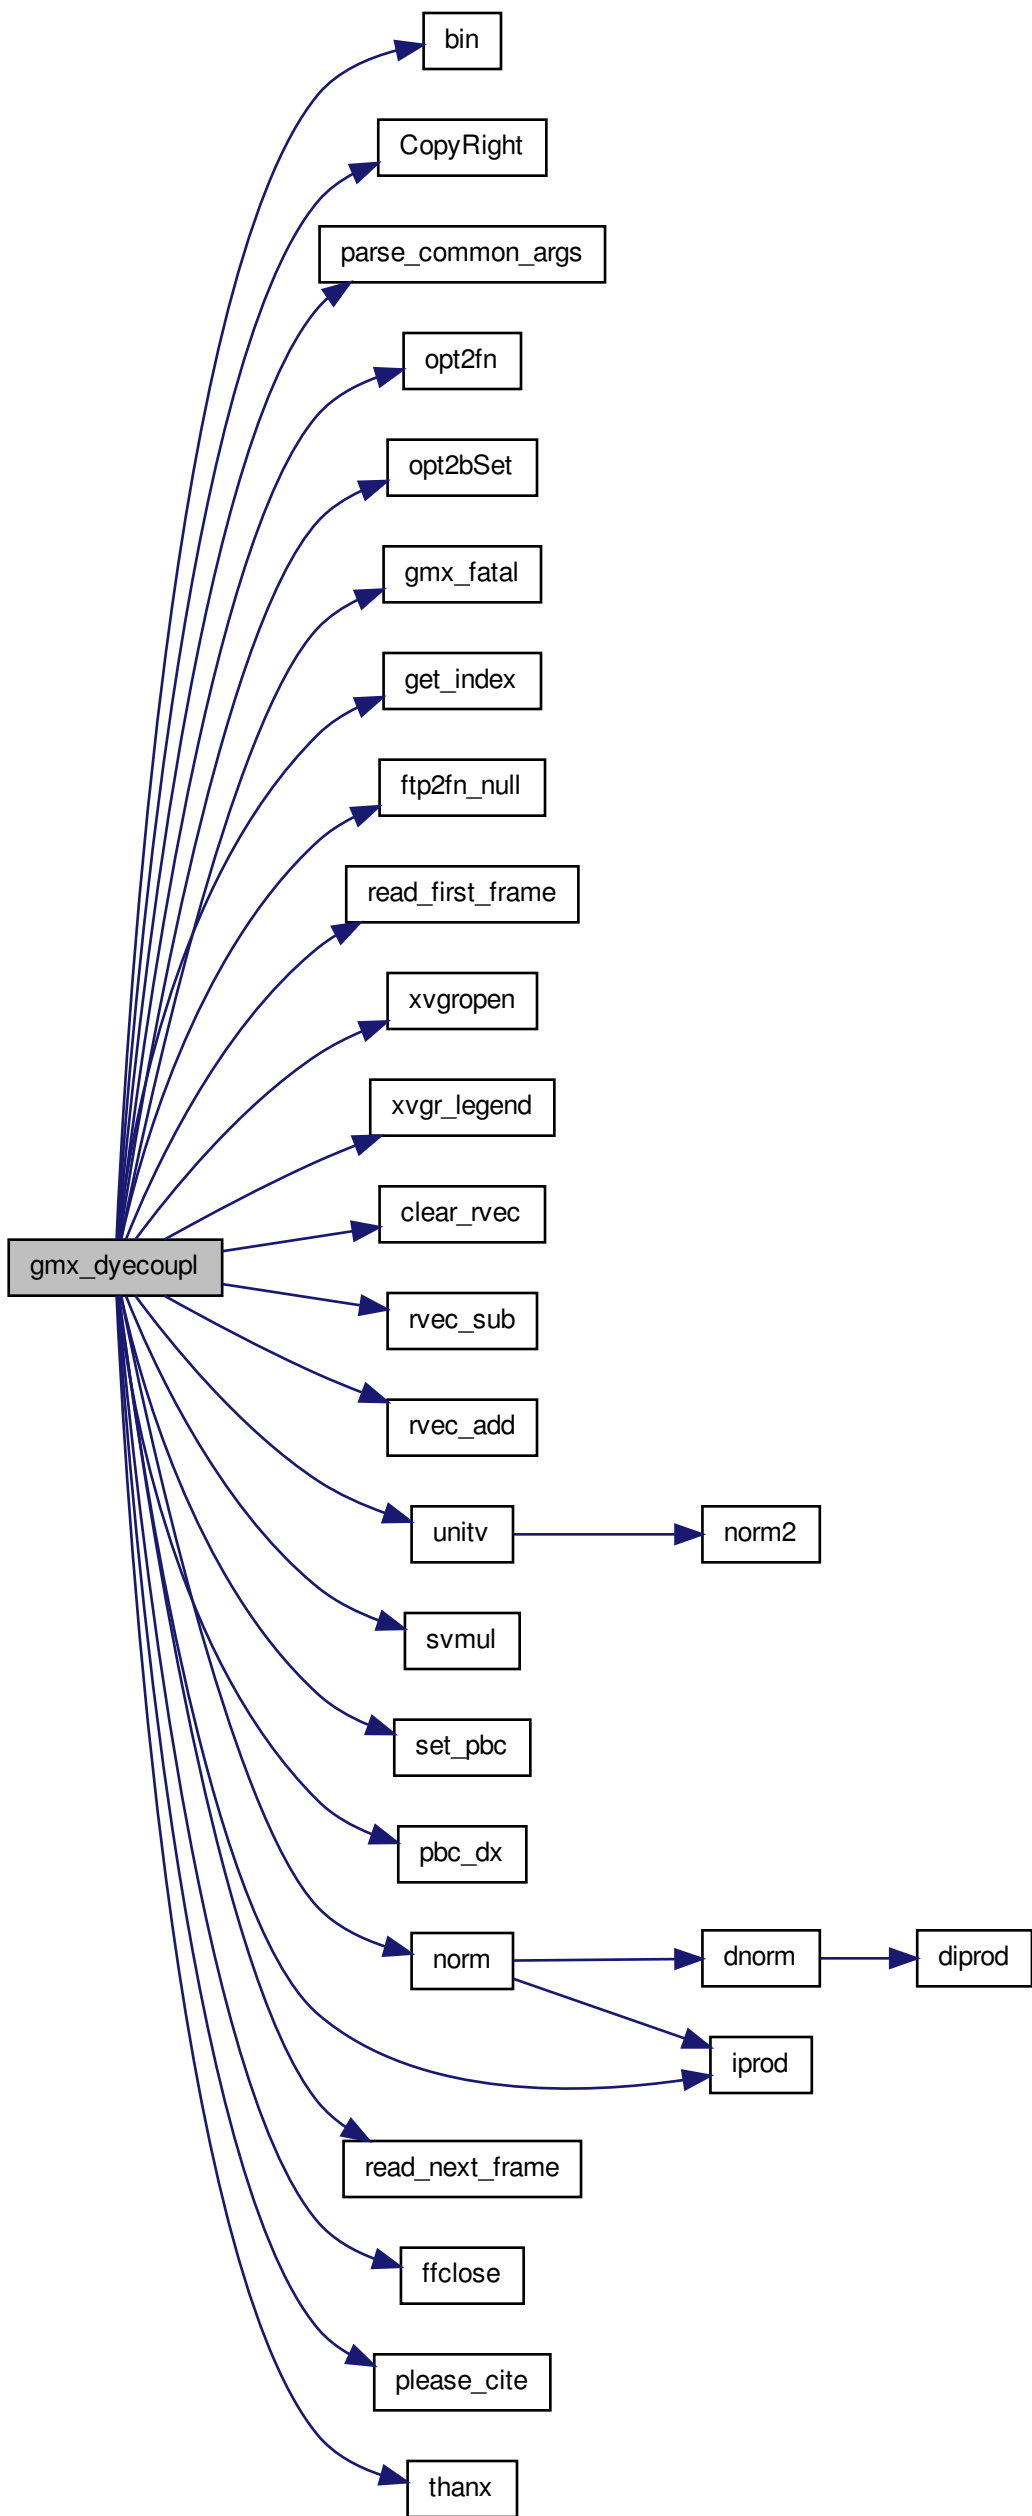 bin
CopyRight
parse_common_args
opt2fn
opt2bSet
gmx_fatal
get_index
ftp2fn_null
read_first_frame
xvgropen
xvgr_legend
clear_rvec
gmx_dyecoupl
rvec_sub
rvec_add
unitv
norm2
svmul
set_pbc
pbc_dx
norm
dnorm
diprod
iprod
read_next_frame
ffclose
please_cite
thanx